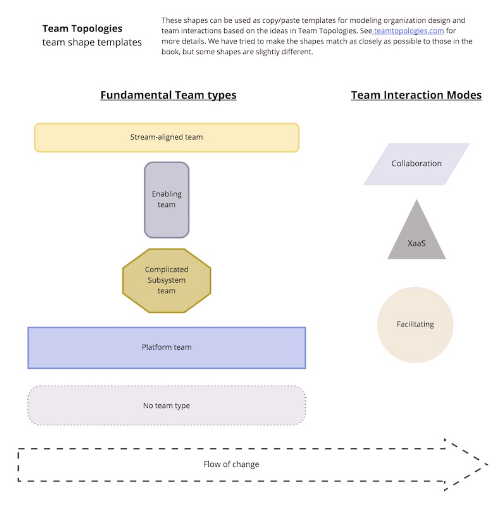 Team Topologies
team shape templates
These shapes can be used as copy/paste templates for modeling organization design and
team interactions based on the ideas in Team Topologies. See teamtopologies.com for
more details. We have tried to make the shapes match as closely as possible to those in the
book, but some shapes are slightly different.
Fundamental Team types
Team Interaction Modes
Stream-aligned team
Enabling
team
Complicated
Subsystem
team
Platform team
No team type
Collaboration
XaaS
Facilitating
Flow of change